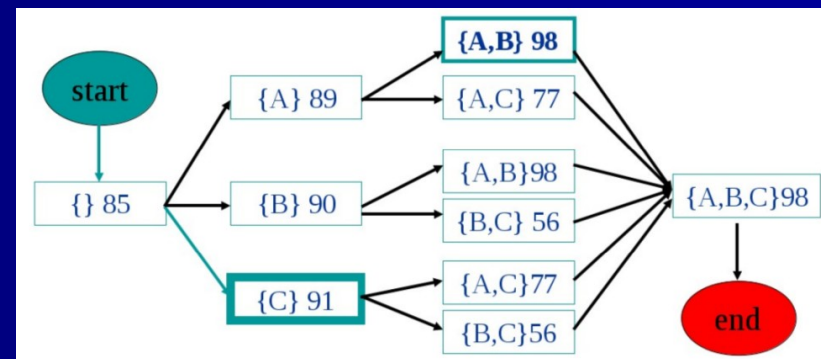 start
{} 85
{A} 89
{B} 90
{C} 91
{A,B} 98
{A,C} 77
{A,B}98
{B,C} 56
{A,C}77
{B,C}56
{A,B,C}98
end